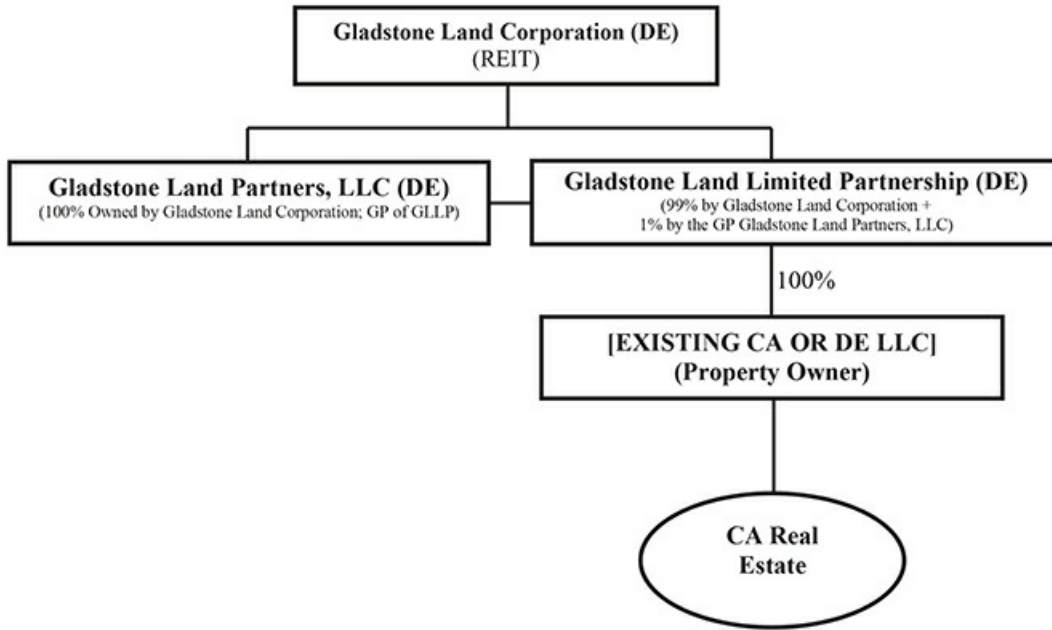 Gladstone Land Corporation (DE)
(REIT)
Gladstone Land Partners, LLC (DE)
(100% Owned by Gladstone Land Corporation; GP of GLLP)
Gladstone Land Limited Partnership (DE)
(99% by Gladstone Land Corporation +
1% by the GP Gladstone Land Partners, LLC)
100%
[EXISTING CA OR DE LLC]
(Property Owner)
CA Real
Estate